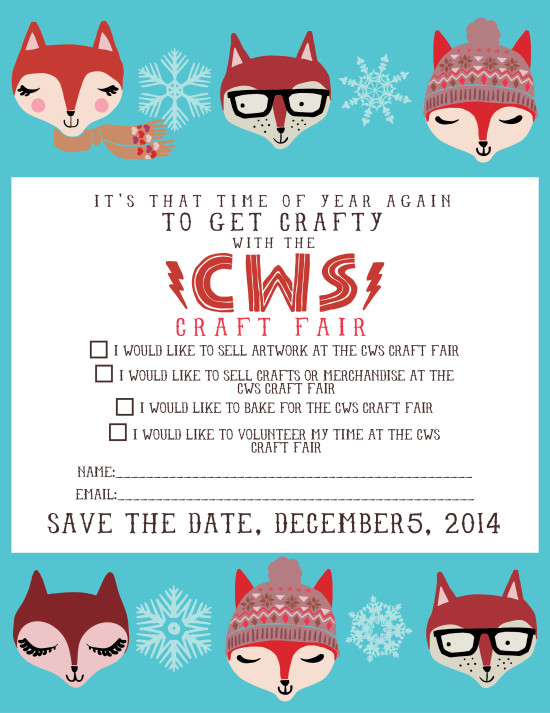 IT'S THAT TIME OF YEAR AGAIN
TO GET CRAFTY
WITH THE
CWS
CRAFT FAIR
I WOULD LIKE TO SELL ARTWORK AT THE CWS CRAFT FAIR
I WOULD LIKE TO SELL CRAFTS OR MERCHANDISE AT THE
CWS CRAFT FAIR
I WOULD LIKE TO BAKE FOR THE CWS CRAFT FAIR
I WOULD LIKE TO VOLUNTEER MY TIME AT THE CWS
CRAFT FAIR
NAME:____________________________________
EMAIL:____________________________________
SAVE THE DATE, DECEMBER5, 2014